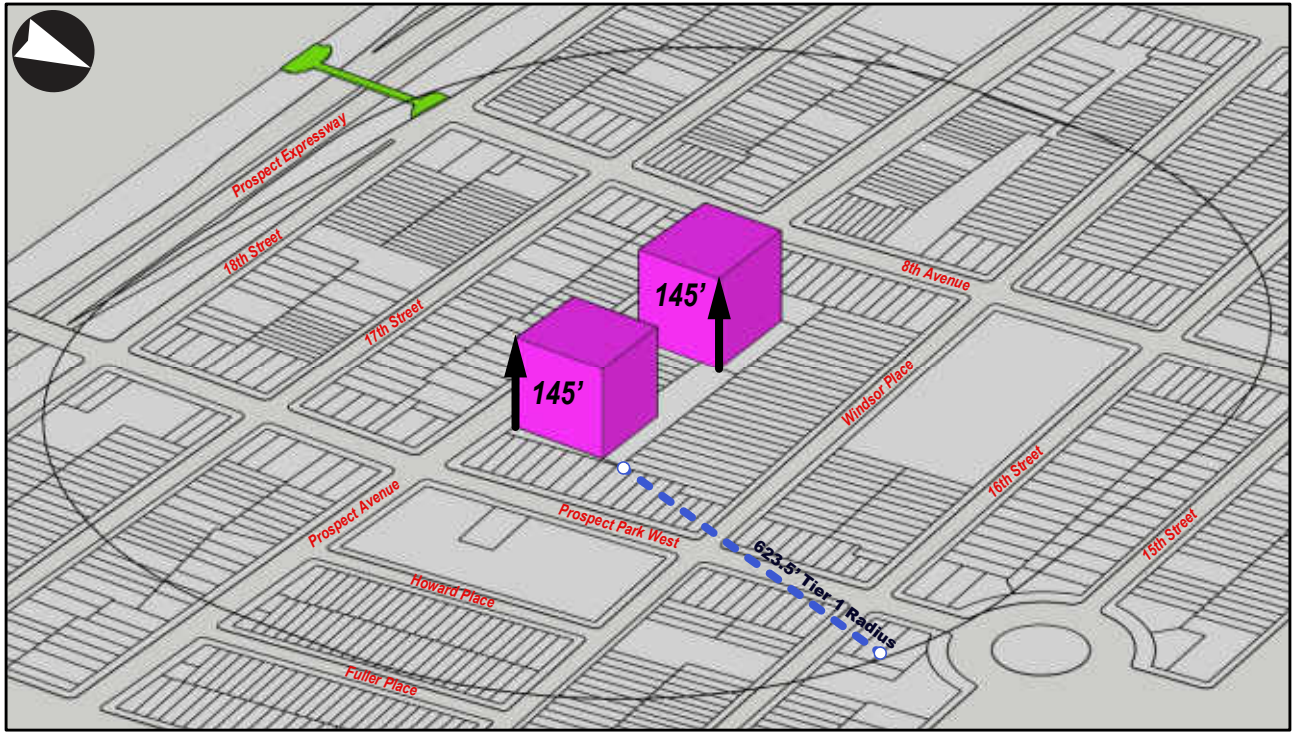 Prospect Expressway
18th Street
17th Street
8th Avenue
145’
145’
Windsor Place
16th Street
15th Street
Prospect Avenue
Prospect Park West
623.5’ Tier 1 Radius
Howard Place
Fuller Place